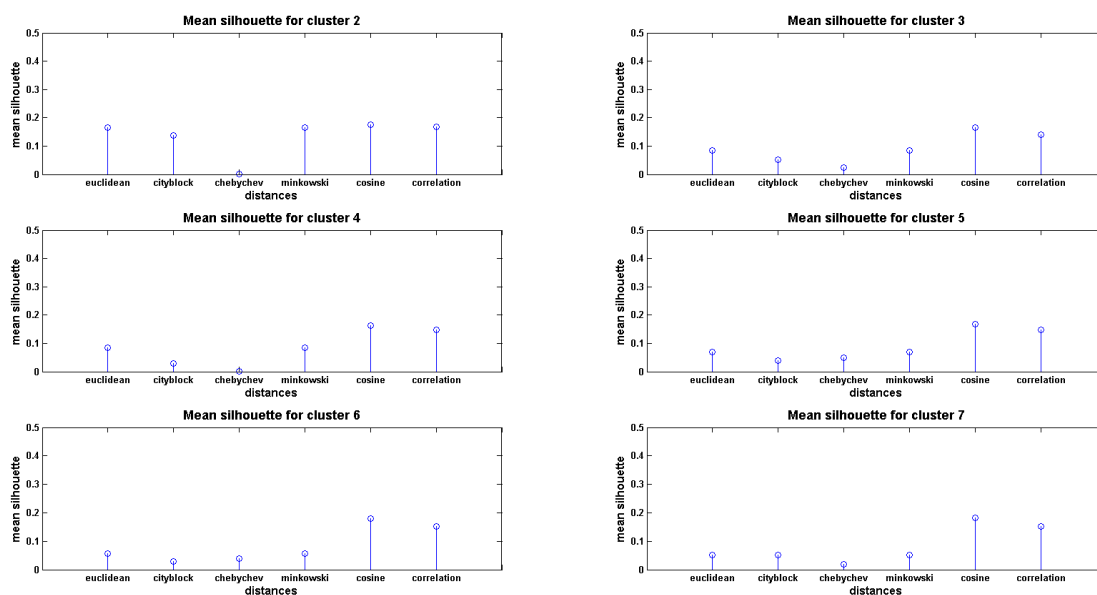 Mean silhouette for cluster 2
0.5
0.4
0.3
0.2
0.1
0
mean silhouette
euclidean cityblock chebychev minkowski cosine correlation
distances
Mean silhouette for cluster 3
0.5
0.4
0.3
0.2
0.1
0
mean silhouette
euclidean cityblock chebychev minkowski cosine correlation
distances
Mean silhouette for cluster 4
0.5
0.4
0.3
0.2
0.1
0
mean silhouette
euclidean cityblock chebychev minkowski cosine correlation
distances
Mean silhouette for cluster 5
0.5
0.4
0.3
0.2
0.1
0
mean silhouette
euclidean cityblock chebychev minkowski cosine correlation
distances
Mean silhouette for cluster 6
0.5
0.4
0.3
0.2
0.1
0
mean silhouette
euclidean cityblock chebychev minkowski cosine correlation
distances
Mean silhouette for cluster 7
0.5
0.4
0.3
0.2
0.1
0
mean silhouette
euclidean cityblock chebychev minkowski cosine correlation
distances